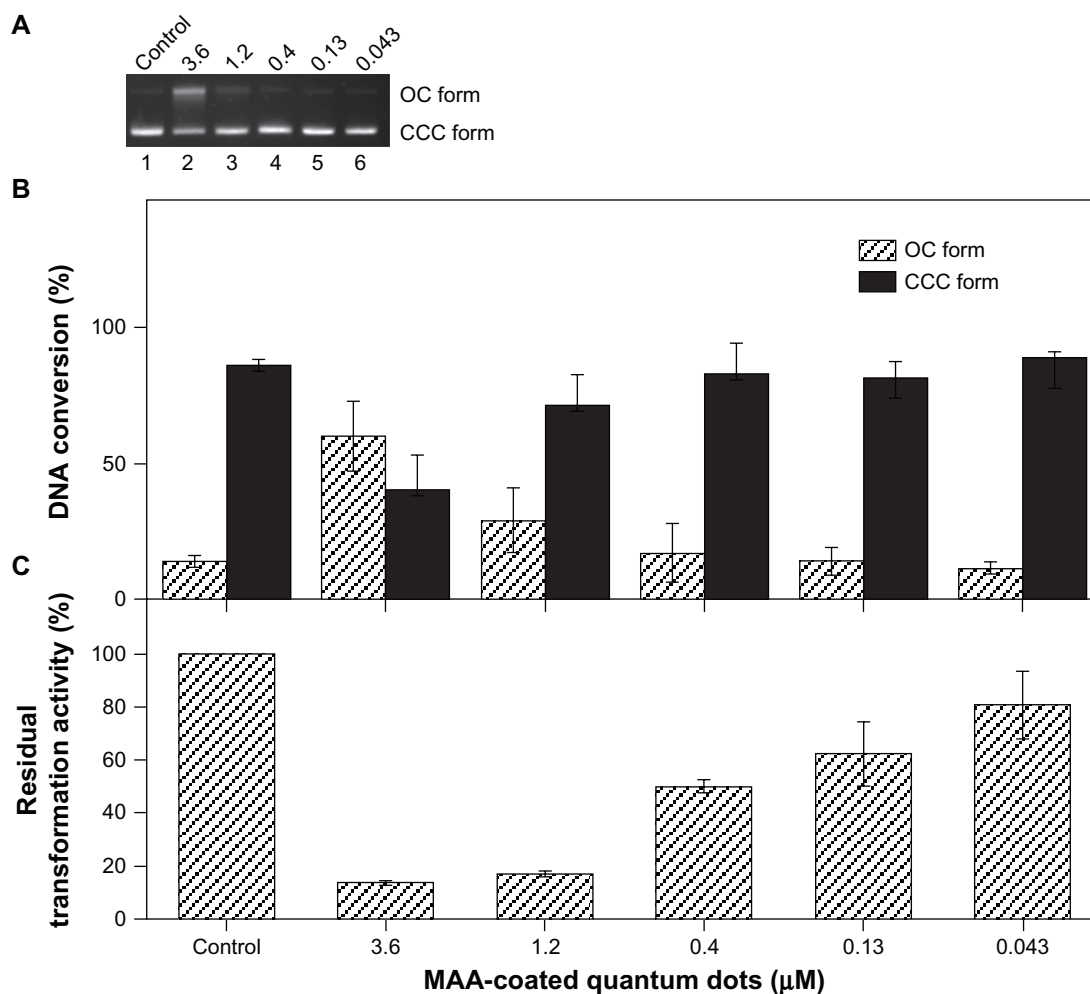 A
Control 3.6 1.2 0.4 0.13 0.043
OC form
CCC form
1 2 3 4 5 6
B
DNA conversion (%)
100
50
0
OC form
CCC form
C
Residual
transformation activity (%)
100
80
60
40
20
0
Control 3.6 1.2 0.4 0.13 0.043
MAA-coated quantum dots (μM)